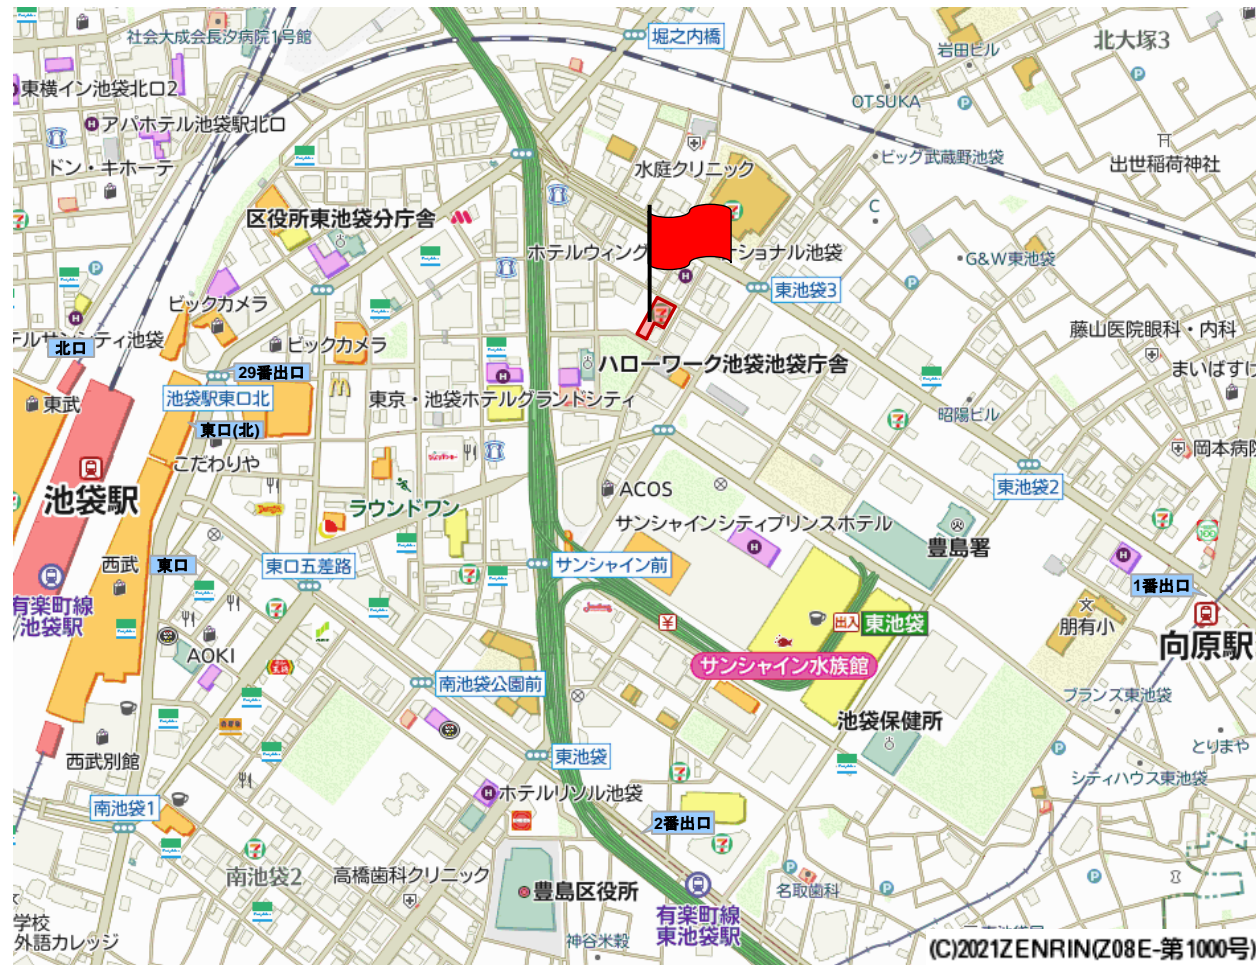 社会大成会長汐病院1号館
堀之内橋
岩田ビル
北大塚3
東横イン池袋北口2
OTSUKA
アパホテル池袋駅北口
ドン・キホーテ
水庭クリニック
ビッグ武蔵野池袋
出世稲荷神社
C
区役所東池袋分庁舎
ホテルウィング
ナショナル池袋
G&W東池袋
東池袋3
ビックカメラ
ビックカメラ
テルサンシティ池袋
北口
ハローワーク池袋池袋庁舎
藤山医院眼科・内科
まいばすけ
29番出口
池袋駅東口北
東京・池袋ホテルグランドシティ
東武
昭陽ビル
東口(北)
こだわりや
岡本病院
池袋駅
ACOS
東池袋2
ラウンドワン
サンシャインシティプリンスホテル
豊島署
西武
東口
東口五差路
サンシャイン前
1番出口
有楽町線
池袋駅
出入
東池袋
朋有小
向原駅
AOKI
サンシャイン水族館
南池袋公園前
ブランズ東池袋
池袋保健所
とりまや
西武別館
東池袋
シティハウス東池袋
南池袋1
ホテルリソル池袋
2番出口
南池袋2
高橋歯科クリニック
豊島区役所
名取歯科
有楽町線
東池袋駅
学校
外語カレッジ
神谷米穀
(C)2021ZENRIN(Z08E-第1000号)